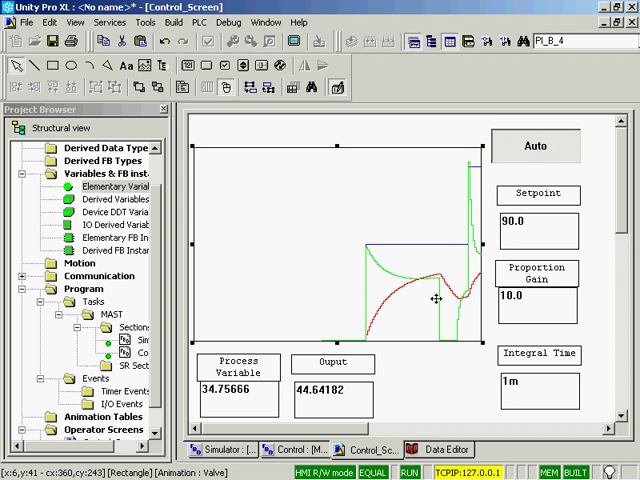 Unity Pro XL : <No name>* - [Control_Screen]
File Edit View Services Tools Build PLC Debug Window Help
PI_B_4
Aa
Project Browser
Structural view
Derived Data Type
Derived FB Types
Variables & FB inst
Elementary Varial
Derived Variables
Device DDT Varia
IO Derived Variab
Elementary FB In
Derived FB Instar
Motion
Communication
Program
Tasks
MAST
Sections
Sim
Co
SR Sect
Events
Timer Events
I/O Events
Animation Tables
Operator Screens
Auto
Setpoint
90.0
Proportion
Gain
10.0
Integral Time
1m
Process
Variable
34.75666
Ouput
44.64182
Simulator : [... Control : [M... Control_Sc... Data Editor
[x:6,y:41 - cx:360,cy:243] [Rectangle] [Animation : Valve] HMI R/W mode EQUAL RUN TCPIP:127.0.0.1 MEM BUILT